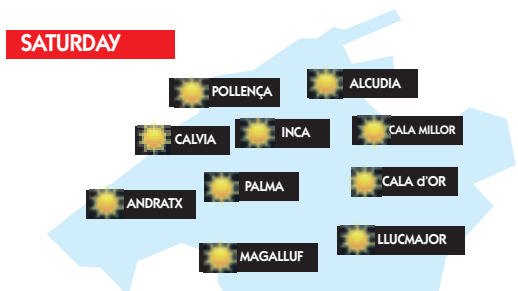 SATURDAY
POLLENÇA
ALCUDIA
CALVIA
INCA
CALA MILLOR
ANDRATX
PALMA
CALA d'OR
MAGALLUF
LLUCMAJOR